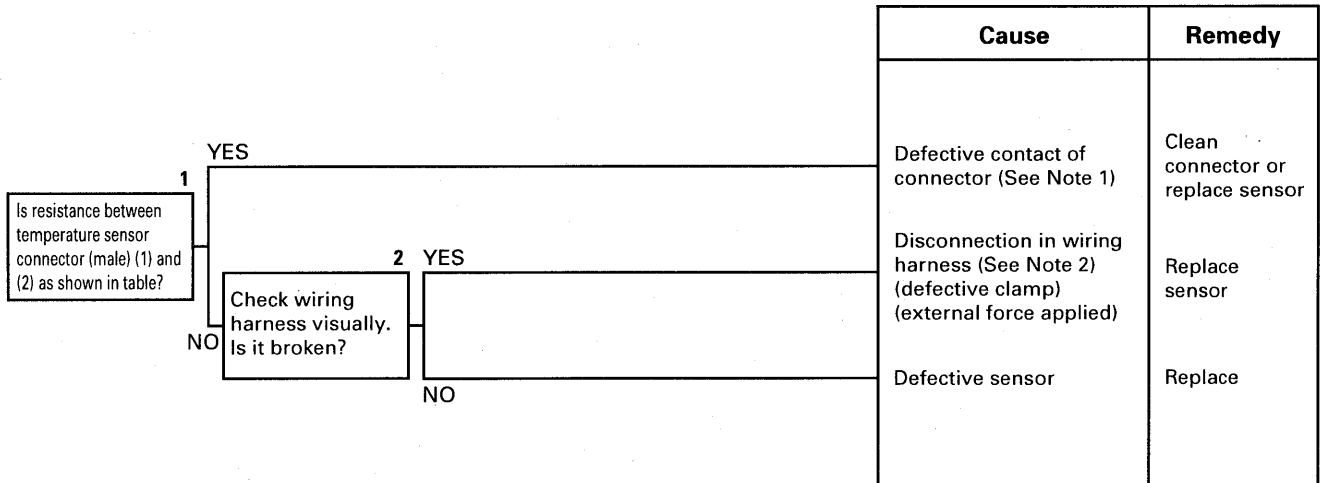 Cause
Remedy
YES
1
Is resistance between
temperature sensor
connector (male) (1) and
(2) as shown in table?
NO
2
Check wiring
harness visually.
Is it broken?
YES
NO
Defective contact of
connector (See Note 1)
Clean
connector or
replace sensor
Disconnection in wiring
harness (See Note 2)
(defective clamp)
(external force applied)
Replace
sensor
Defective sensor
Replace